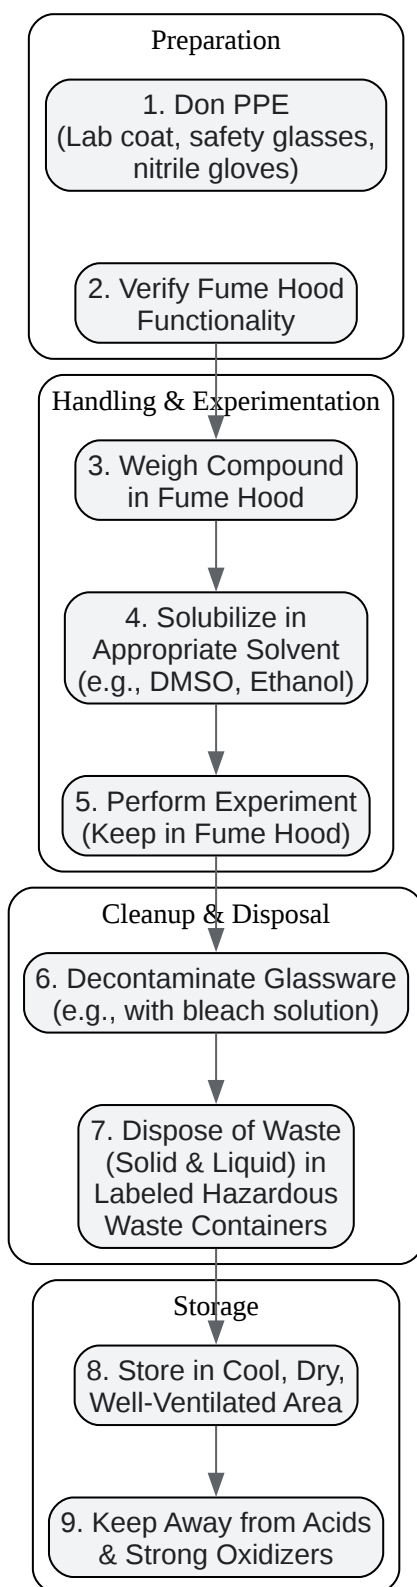 Preparation
1. Don PPE
(Lab coat, safety glasses,
nitrile gloves)
2. Verify Fume Hood
Functionality
Handling & Experimentation
3. Weigh Compound
in Fume Hood
4. Solubilize in
Appropriate Solvent
(e.g., DMSO, Ethanol)
5. Perform Experiment
(Keep in Fume Hood)
Cleanup & Disposal
6. Decontaminate Glassware
(e.g., with bleach solution)
7. Dispose of Waste
(Solid & Liquid) in
Labeled Hazardous
Waste Containers
Storage
8. Store in Cool, Dry,
Well-Ventilated Area
9. Keep Away from Acids
& Strong Oxidizers